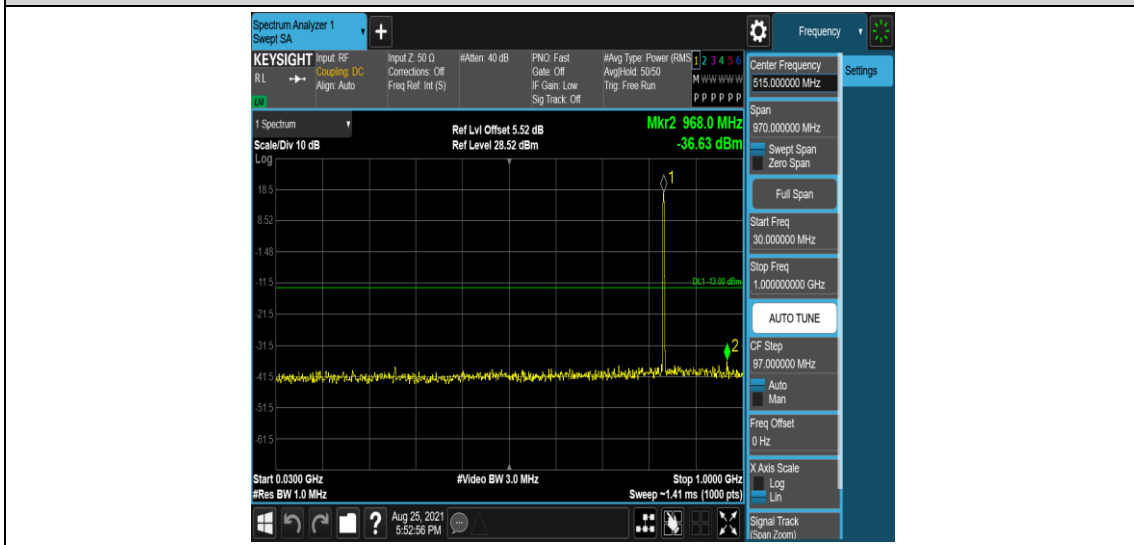 Spectrum Analyzer 1
Swept SA
+
Frequency
KEYSIGHT
RL
LXI
Input: RF
Coupling: DC
Align: Auto
Input Z: 50 Ω
Corrections: Off
Freq Ref: Int (S)
#Atten: 40 dB
PNO: Fast
Gate: Off
IF Gain: Low
Sig Track: Off
#Avg Type: Power (RMS
Avg|Hold: 50/50
Trig: Free Run
1 2 3 4 5 6
M W W W W W
P P P P P P
1 Spectrum
Scale/Div 10 dB
Log
Ref Lvl Offset 5.52 dB
Ref Level 28.52 dBm
Mkr2 968.0 MHz
-36.63 dBm
1
18.5
8.52
-1.48
-11.5
DL1 -13.00 dBm
-21.5
-31.5
2
-41.5
-51.5
-61.5
Start 0.0300 GHz
#Res BW 1.0 MHz
#Video BW 3.0 MHz
Stop 1.0000 GHz
Sweep ~1.41 ms (1000 pts)
?
Aug 25, 2021
5:52:56 PM
Center Frequency
515.000000 MHz
Settings
Span
970.000000 MHz
Swept Span
Zero Span
Full Span
Start Freq
30.000000 MHz
Stop Freq
1.000000000 GHz
AUTO TUNE
CF Step
97.000000 MHz
Auto
Man
Freq Offset
0 Hz
X Axis Scale
Log
Lin
Signal Track
(Span Zoom)